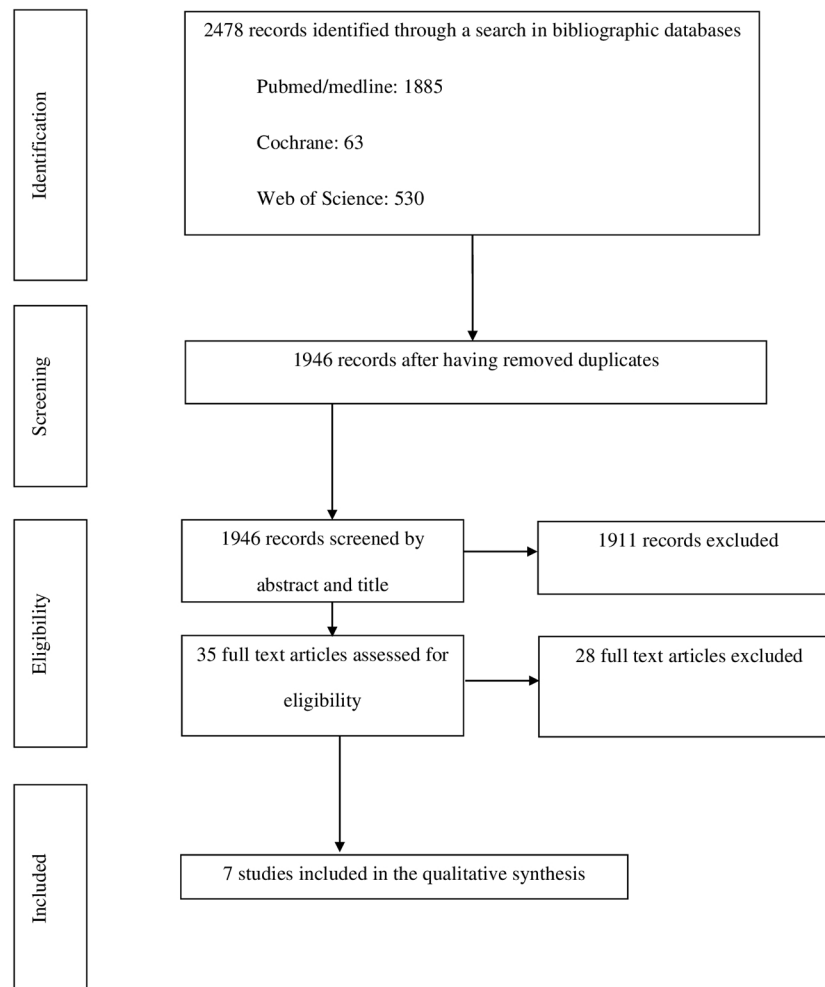 Identification
2478 records identified through a search in bibliographic databases
Pubmed/medline: 1885
Cochrane: 63
Web of Science: 530
Screening
1946 records after having removed duplicates
Eligibility
1946 records screened by
abstract and title
1911 records excluded
35 full text articles assessed for
eligibility
28 full text articles excluded
Included
7 studies included in the qualitative synthesis